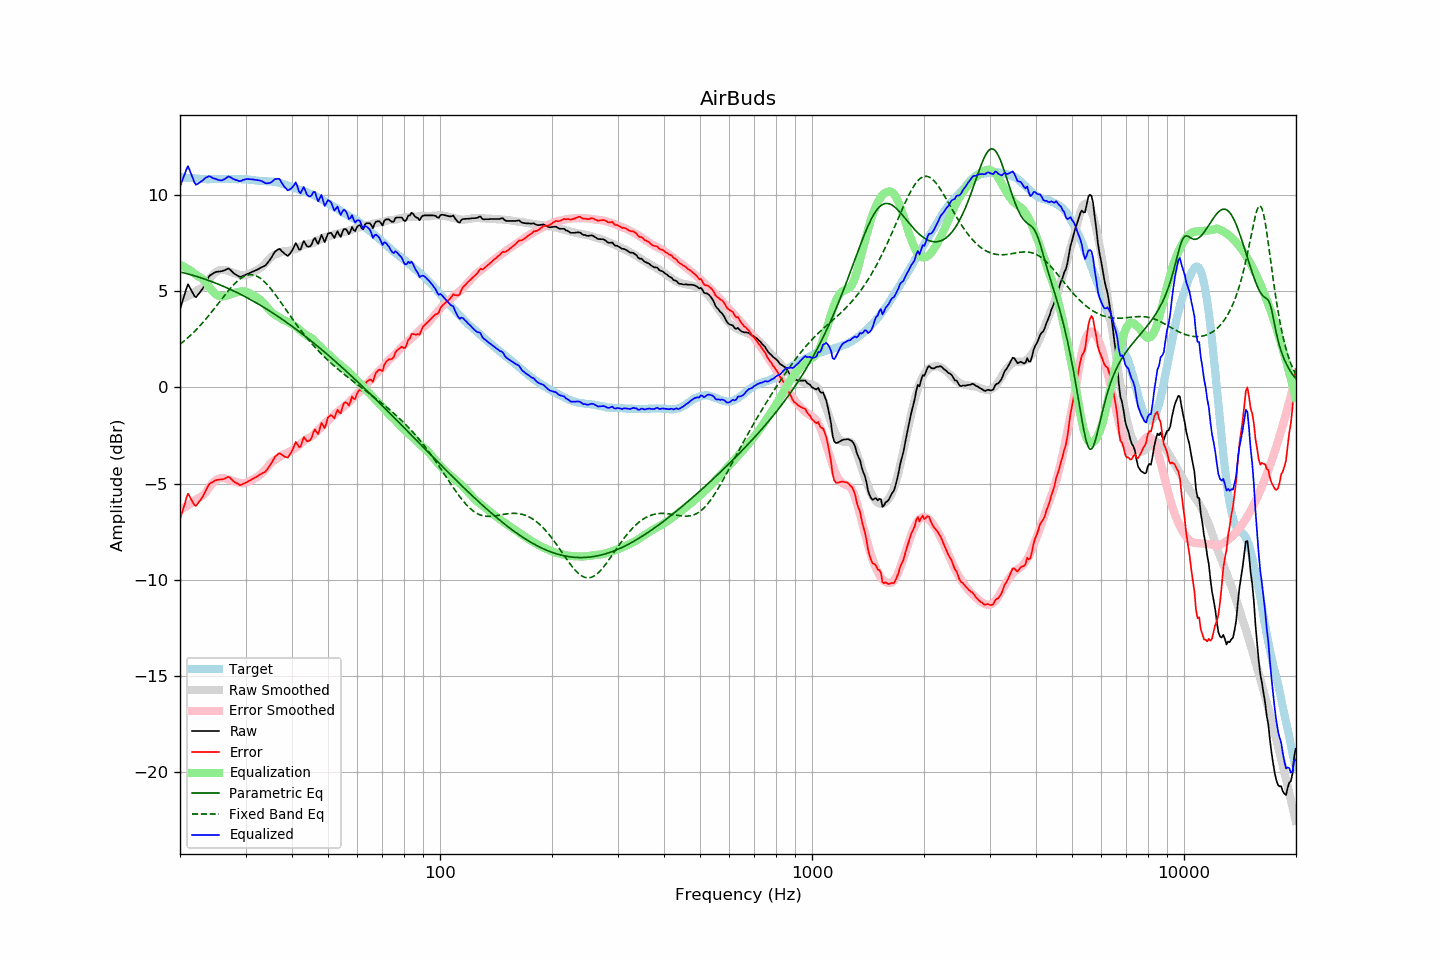 AirBuds
Amplitude (dBr)
10
5
0
−5
−10
−15
−20
Target
Raw Smoothed
Error Smoothed
Raw
Error
Equalization
Parametric Eq
Fixed Band Eq
Equalized
100
1000
10000
Frequency (Hz)